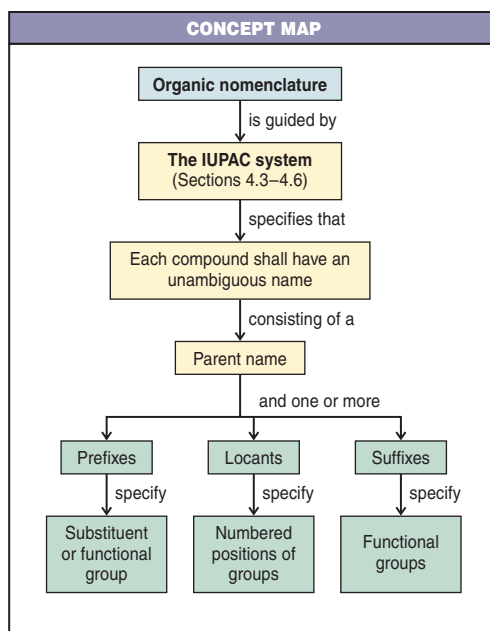 CONCEPT MAP
Organic nomenclature
is guided by
The IUPAC system
(Sections 4.3–4.6)
specifies that
Each compound shall have an
unambiguous name
consisting of a
Parent name
and one or more
Prefixes
Locants
Suffixes
specify
specify
specify
Substituent
or functional
group
Numbered
positions of
groups
Functional
groups